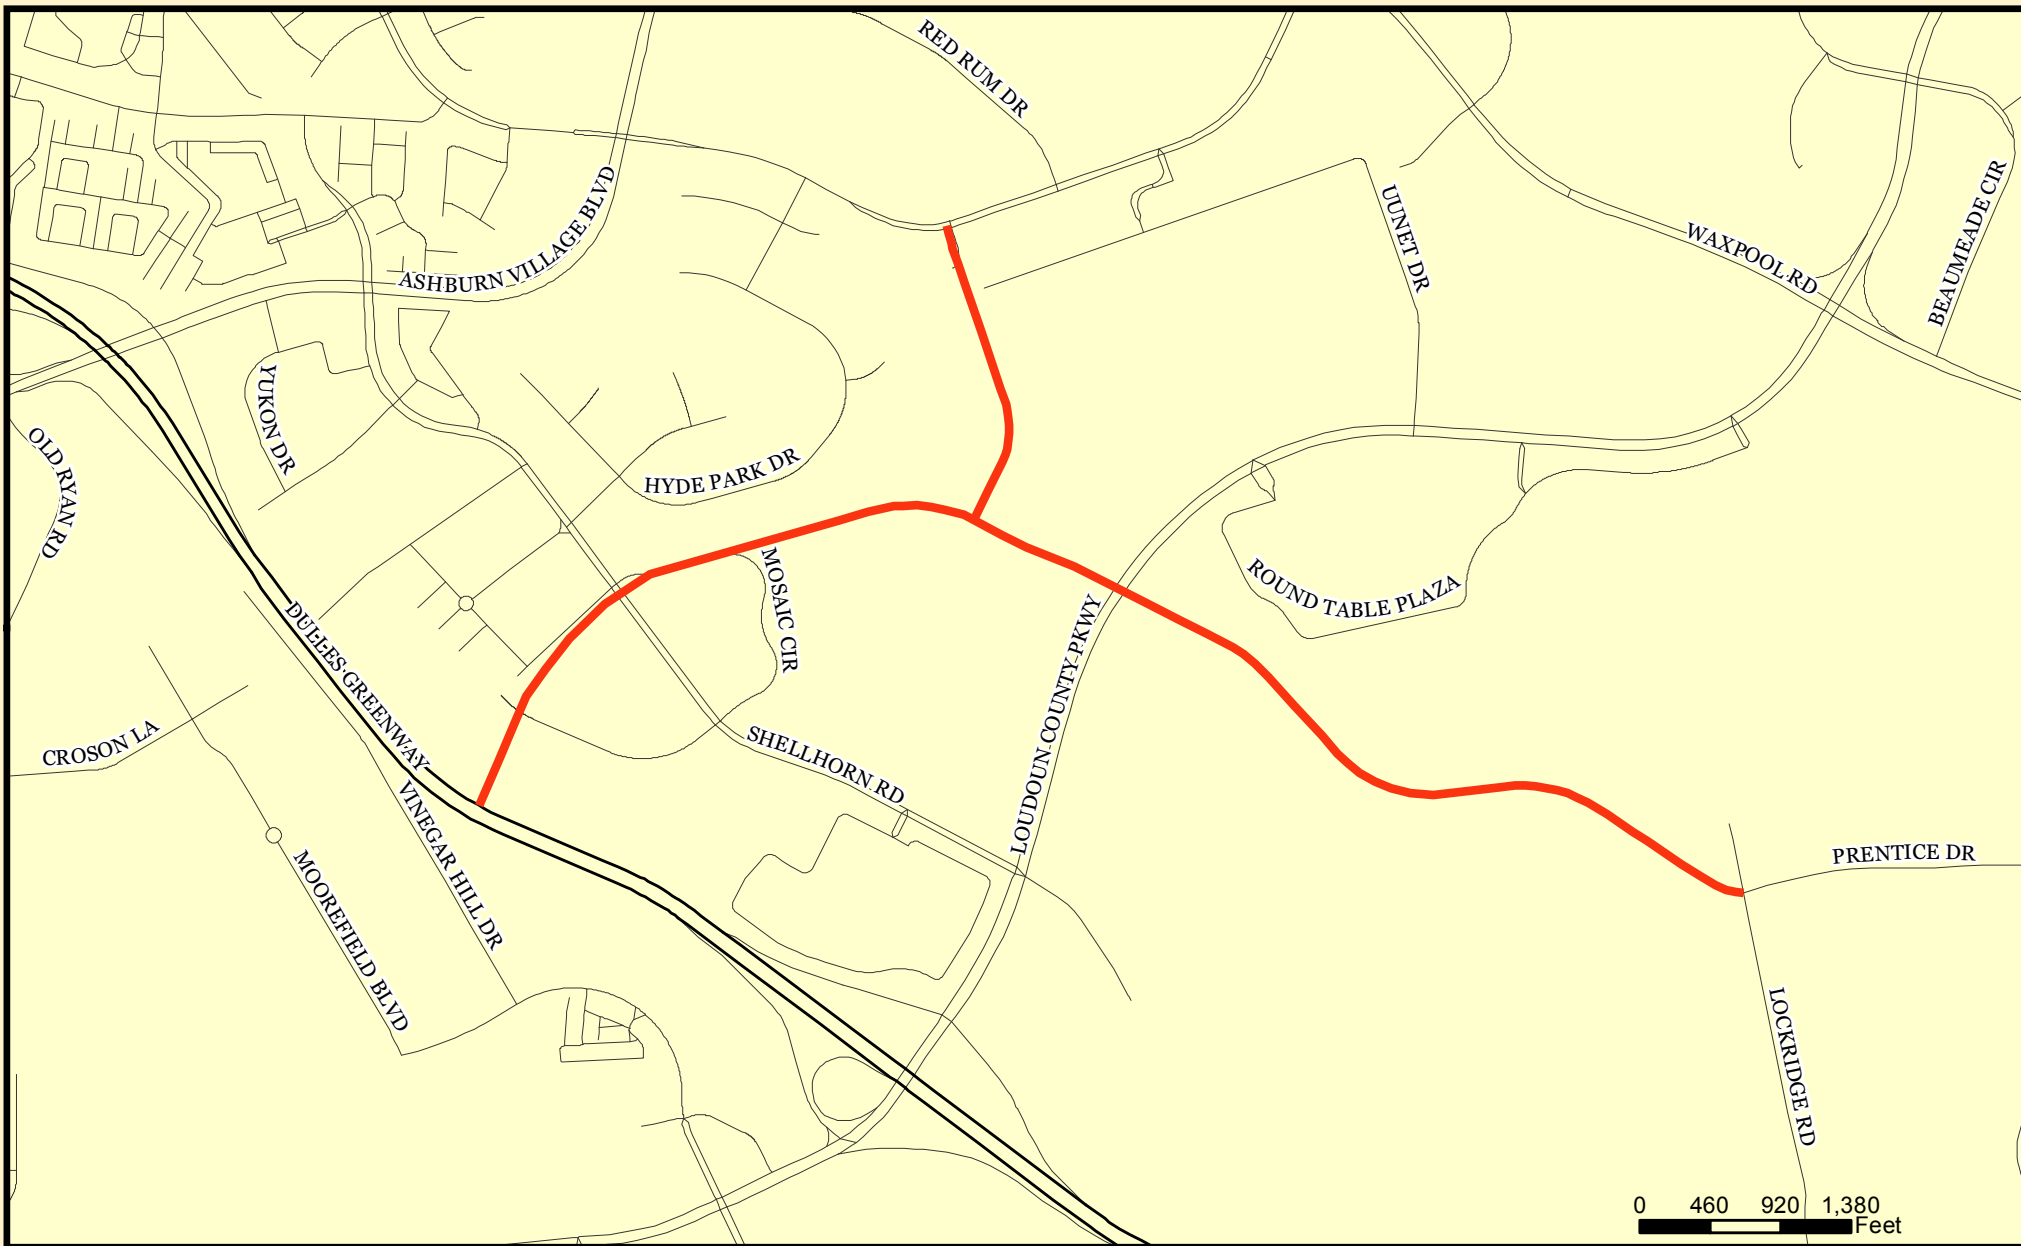 RED RUM DR
ASHBURN VILLAGE BLVD
UUNET DR
WAXPOOL RD
BEAUMEADE CIR
YUKON DR
OLD RYAN RD
HYDE PARK DR
MOSAIC CIR
ROUND TABLE PLAZA
DULLES GREENWAY
LOUDOUN COUNTY PKWY
CROSON LA
SHELLHORN RD
VINEGAR HILL DR
MOOREFIELD BLVD
PRENTICE DR
LOCKRIDGE RD
0 460 920 1,380
Feet